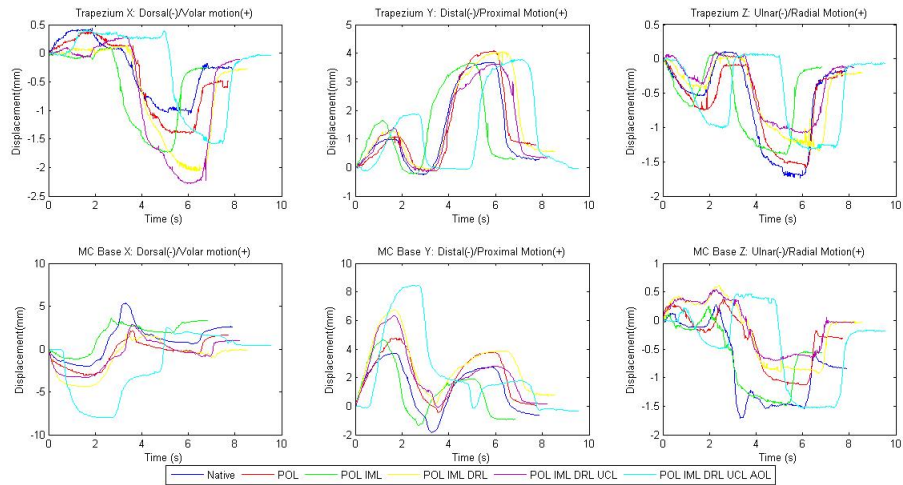 Trapezium X: Dorsal(-)/Volar motion(+)
Displacement(mm)
0.5
0
-0.5
-1
-1.5
-2
-2.5
0 2 4 6 8 10
Time (s)
Trapezium Y: Distal(-)/Proximal Motion(+)
Displacement(mm)
5
4
3
2
1
0
-1
0 2 4 6 8 10
Time (s)
Trapezium Z: Ulnar(-)/Radial Motion(+)
Displacement(mm)
0.5
0
-0.5
-1
-1.5
-2
0 2 4 6 8 10
Time (s)
MC Base X: Dorsal(-)/Volar motion(+)
Displacement(mm)
10
5
0
-5
-10
0 2 4 6 8 10
Time (s)
MC Base Y: Distal(-)/Proximal Motion(+)
Displacement(mm)
10
8
6
4
2
0
-2
0 2 4 6 8 10
Time (s)
MC Base Z: Ulnar(-)/Radial Motion(+)
Displacement(mm)
1
0.5
0
-0.5
-1
-1.5
-2
0 2 4 6 8 10
Time (s)
Native POL POL IML POL IML DRL POL IML DRL UCL POL IML DRL UCL AOL